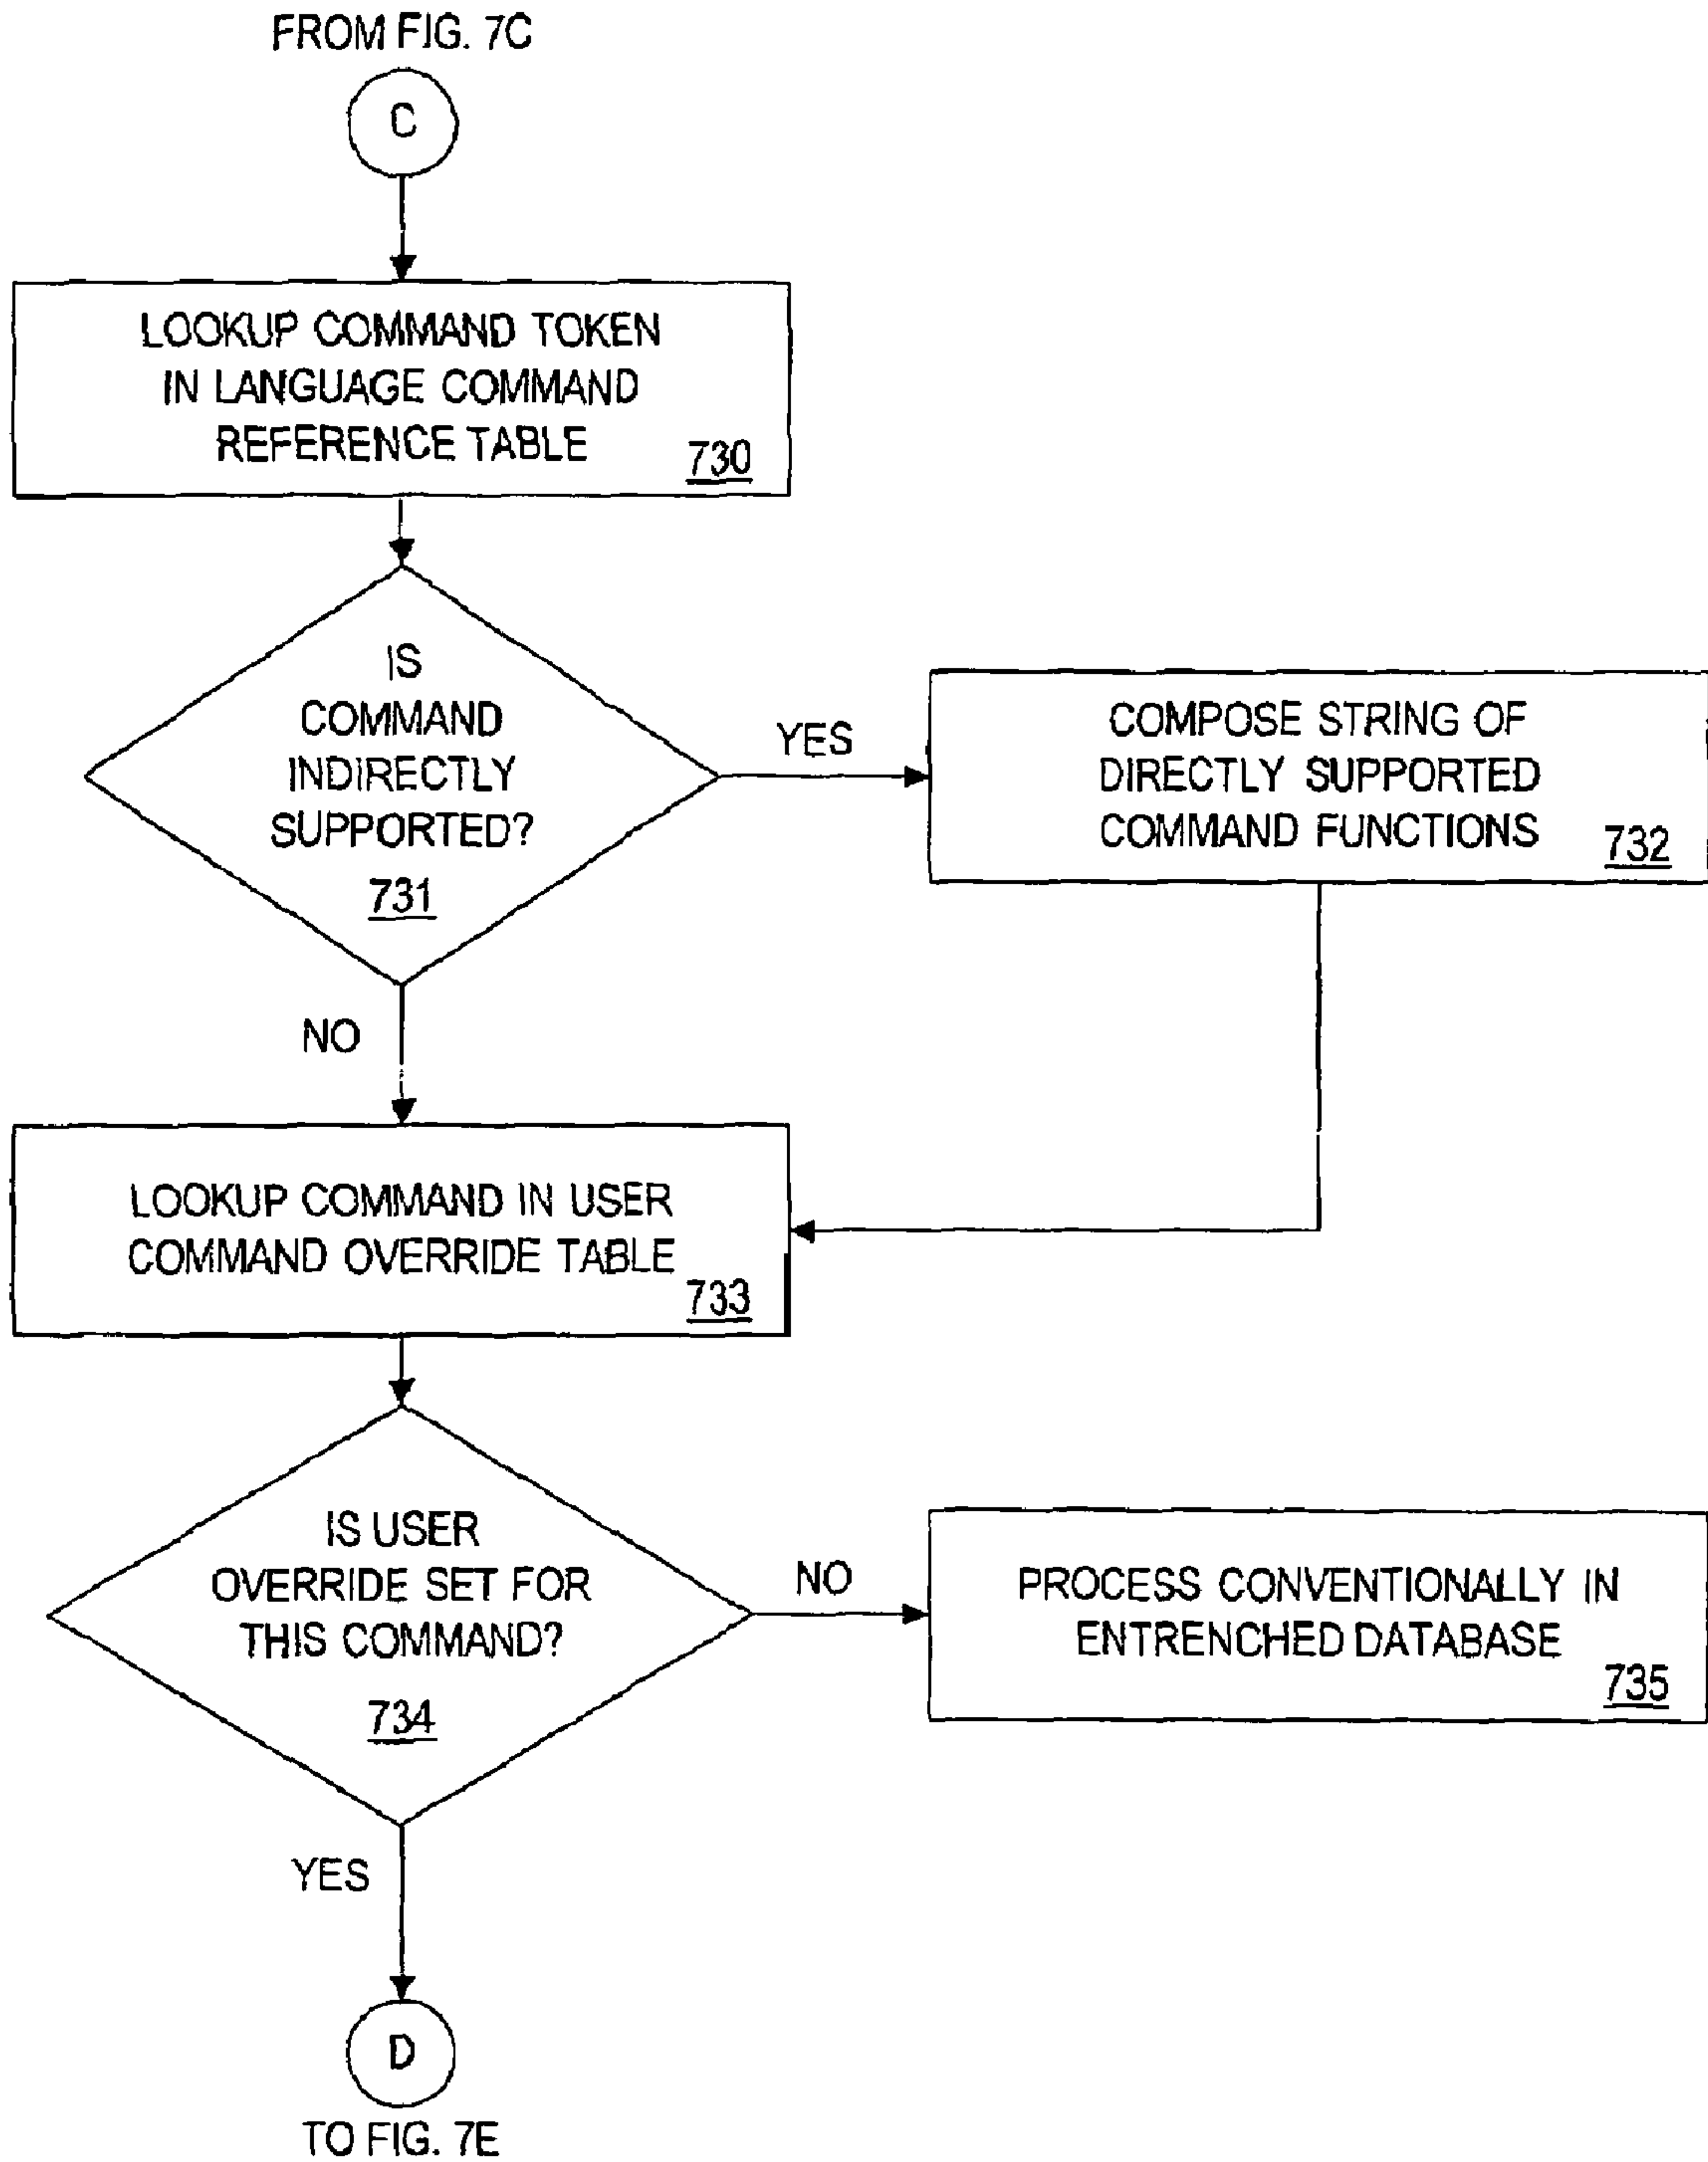 FROM FIG. 7C
C
LOOKUP COMMAND TOKEN
IN LANGUAGE COMMAND
REFERENCE TABLE
730
IS
COMMAND
INDIRECTLY
SUPPORTED?
731
YES
COMPOSE STRING OF
DIRECTLY SUPPORTED
COMMAND FUNCTIONS
732
NO
LOOKUP COMMAND IN USER
COMMAND OVERRIDE TABLE
733
IS USER
OVERRIDE SET FOR
THIS COMMAND?
734
NO
PROCESS CONVENTIONALLY IN
ENTRENCHED DATABASE
735
YES
D
TO FIG. 7E